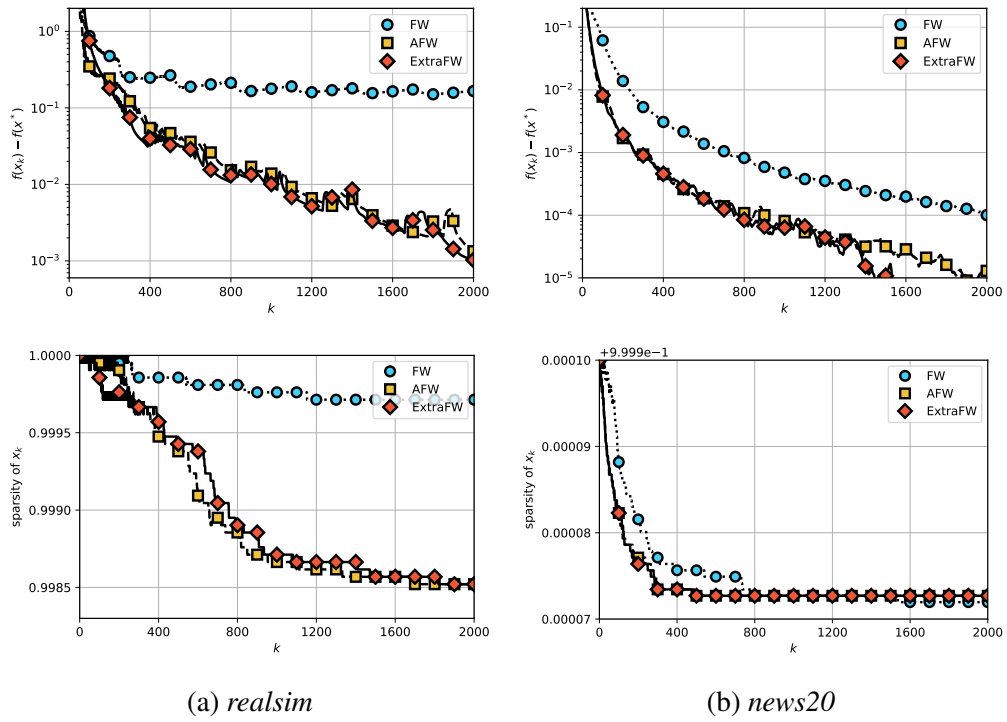 10⁰
10⁻¹
10⁻²
10⁻³
f(xₖ) − f(x*)
FW
AFW
ExtraFW
0 400 800 1200 1600 2000
k
10⁻¹
10⁻²
10⁻³
10⁻⁴
10⁻⁵
f(xₖ) − f(x*)
FW
AFW
ExtraFW
0 400 800 1200 1600 2000
k
1.0000
0.9995
0.9990
0.9985
sparsity of xₖ
FW
AFW
ExtraFW
0 400 800 1200 1600 2000
k
+9.999e−1
0.00010
0.00009
0.00008
0.00007
sparsity of xₖ
FW
AFW
ExtraFW
0 400 800 1200 1600 2000
k
(a) realsim
(b) news20